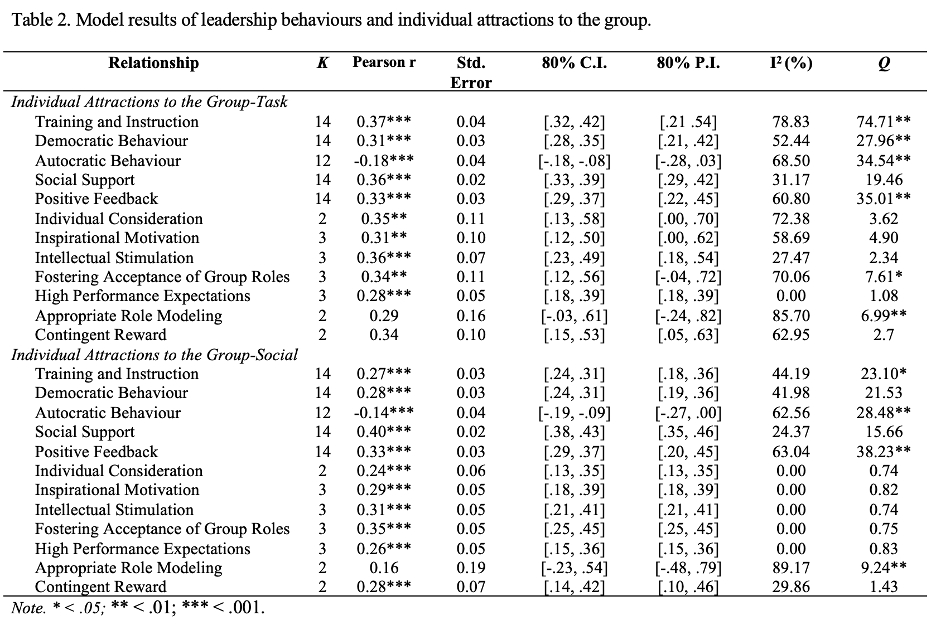 Table 2. Model results of leadership behaviours and individual attractions to the group.
Relationship K Pearson r Std. Error 80% C.I. 80% P.I. I² (%) Q
Individual Attractions to the Group-Task
Training and Instruction 14 0.37*** 0.04 [.32, .42] [.21 .54] 78.83 74.71**
Democratic Behaviour 14 0.31*** 0.03 [.28, .35] [.21, .42] 52.44 27.96**
Autocratic Behaviour 12 -0.18*** 0.04 [-.18, -.08] [-.28, .03] 68.50 34.54**
Social Support 14 0.36*** 0.02 [.33, .39] [.29, .42] 31.17 19.46
Positive Feedback 14 0.33*** 0.03 [.29, .37] [.22, .45] 60.80 35.01**
Individual Consideration 2 0.35** 0.11 [.13, .58] [.00, .70] 72.38 3.62
Inspirational Motivation 3 0.31** 0.10 [.12, .50] [.00, .62] 58.69 4.90
Intellectual Stimulation 3 0.36*** 0.07 [.23, .49] [.18, .54] 27.47 2.34
Fostering Acceptance of Group Roles 3 0.34** 0.11 [.12, .56] [-.04, .72] 70.06 7.61*
High Performance Expectations 3 0.28*** 0.05 [.18, .39] [.18, .39] 0.00 1.08
Appropriate Role Modeling 2 0.29 0.16 [-.03, .61] [-.24, .82] 85.70 6.99**
Contingent Reward 2 0.34 0.10 [.15, .53] [.05, .63] 62.95 2.7
Individual Attractions to the Group-Social
Training and Instruction 14 0.27*** 0.03 [.24, .31] [.18, .36] 44.19 23.10*
Democratic Behaviour 14 0.28*** 0.03 [.24, .31] [.19, .36] 41.98 21.53
Autocratic Behaviour 12 -0.14*** 0.04 [-.19, -.09] [-.27, .00] 62.56 28.48**
Social Support 14 0.40*** 0.02 [.38, .43] [.35, .46] 24.37 15.66
Positive Feedback 14 0.33*** 0.03 [.29, .37] [.20, .45] 63.04 38.23**
Individual Consideration 2 0.24*** 0.06 [.13, .35] [.13, .35] 0.00 0.74
Inspirational Motivation 3 0.29*** 0.05 [.18, .39] [.18, .39] 0.00 0.82
Intellectual Stimulation 3 0.31*** 0.05 [.21, .41] [.21, .41] 0.00 0.74
Fostering Acceptance of Group Roles 3 0.35*** 0.05 [.25, .45] [.25, .45] 0.00 0.75
High Performance Expectations 3 0.26*** 0.05 [.15, .36] [.15, .36] 0.00 0.83
Appropriate Role Modeling 2 0.16 0.19 [-.23, .54] [-.48, .79] 89.17 9.24**
Contingent Reward 2 0.28*** 0.07 [.14, .42] [.10, .46] 29.86 1.43
Note. * < .05; ** < .01; *** < .001.